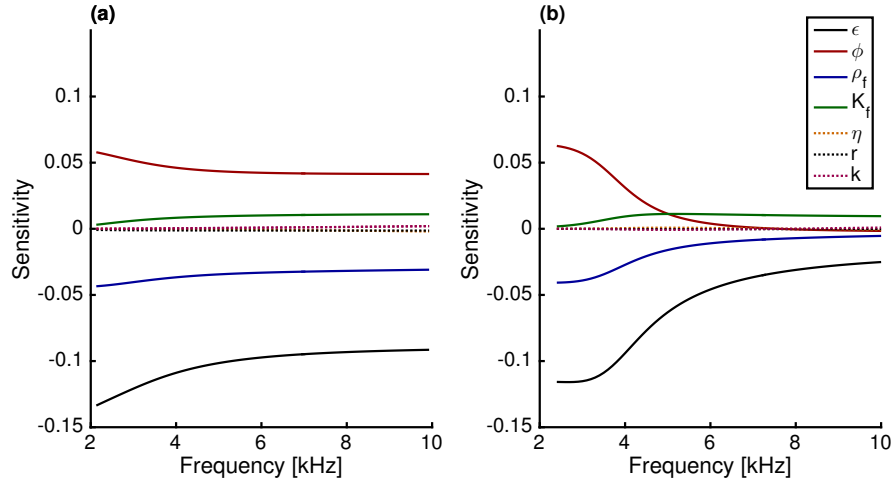 (a)
0.1
0.05
0
-0.05
-0.1
-0.15
Sensitivity
2
4
6
8
10
Frequency [kHz]
(b)
0.1
0.05
0
-0.05
-0.1
-0.15
Sensitivity
2
4
6
8
10
Frequency [kHz]
ϵ
ϕ
ρ_f
K_f
η
r
k